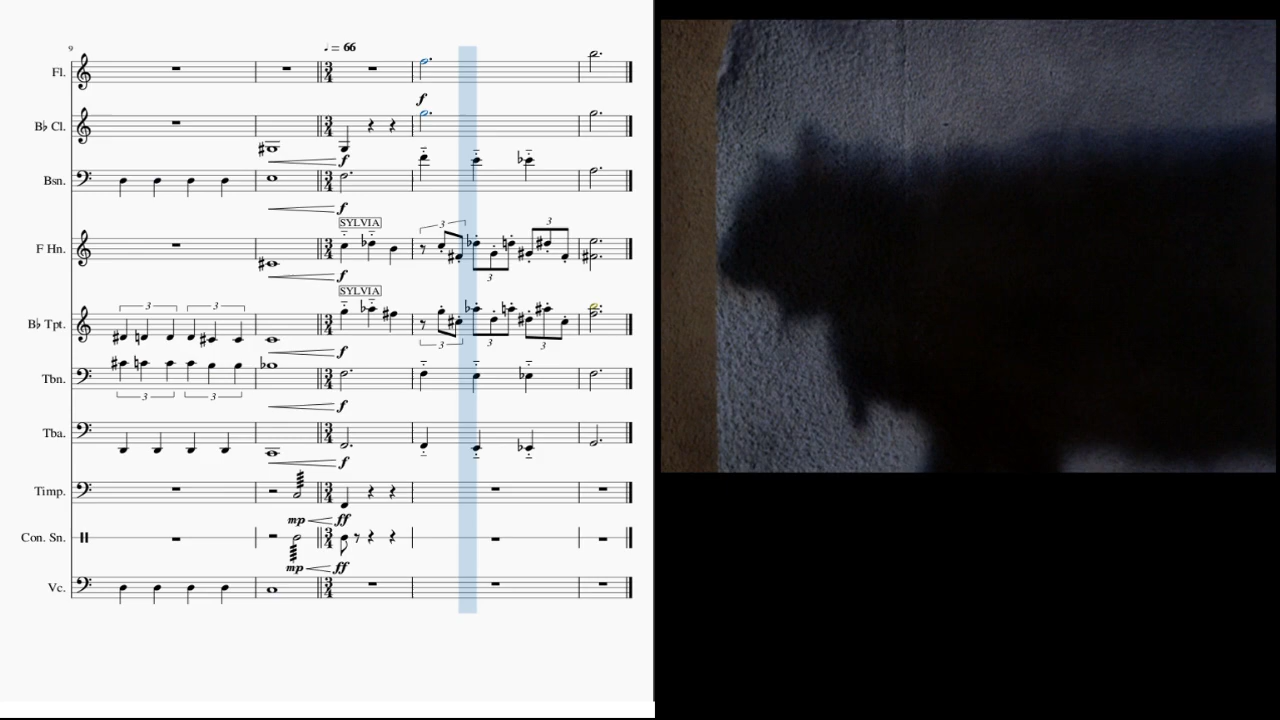 9
♩ = 66
Fl.
f
B♭ Cl.
f
Bsn.
f
SYLVIA
3 3
F Hn.
3
f
SYLVIA
3 3
B♭ Tpt.
3 3 3
f
Tbn.
3 3
f
Tba.
f
Timp.
mp ff
Con. Sn.
mp ff
Vc.